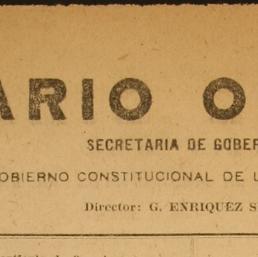 ARIO O
SECRETARIA DE GOBER
OBIERNO CONSTITUCIONAL DE L
Director: G. ENRIQUEZ S